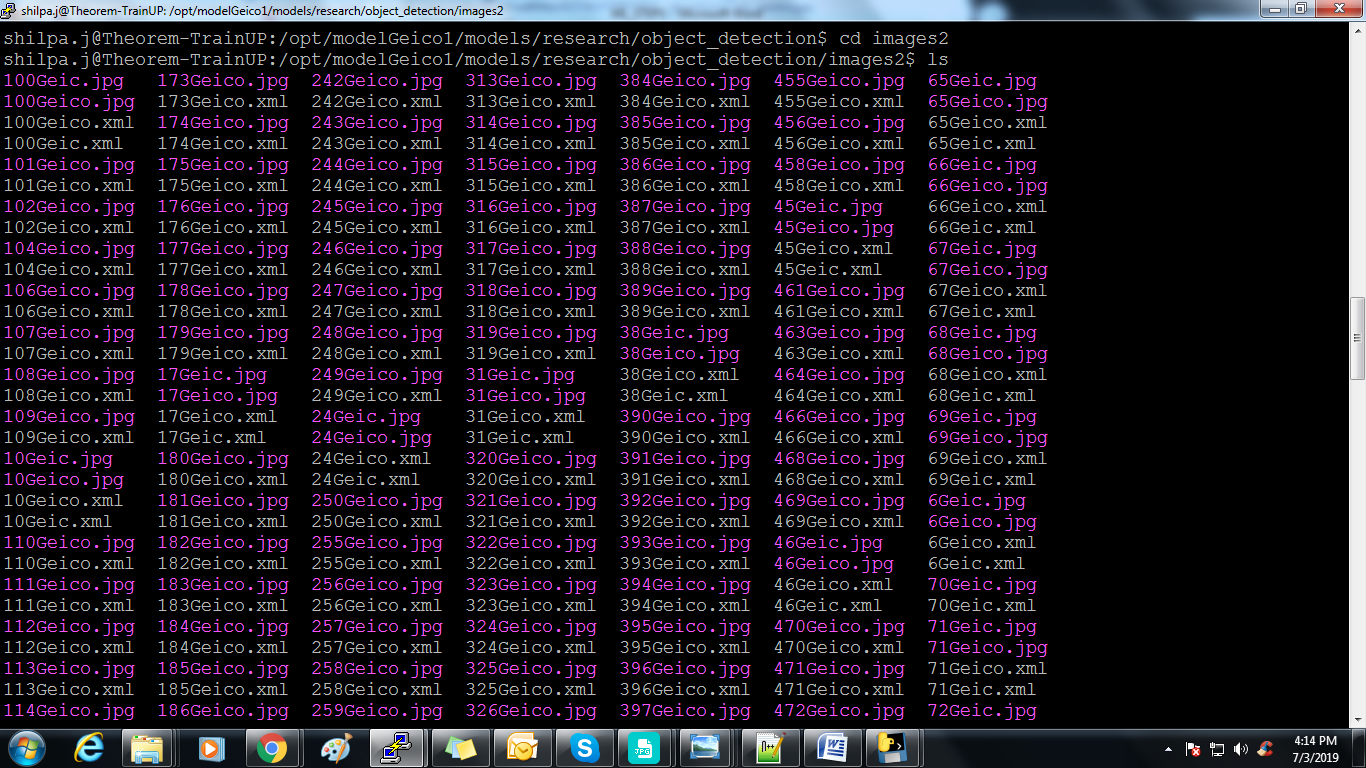 shilpa.j@Theorem-TrainUP: /opt/modelGeico1/models/research/object_detection/images2
shilpa.j@Theorem-TrainUP:/opt/modelGeico1/models/research/object_detection$ cd images2
shilpa.j@Theorem-TrainUP:/opt/modelGeico1/models/research/object_detection/images2$ ls
100Geic.jpg 173Geico.jpg 242Geico.jpg 313Geico.jpg 384Geico.jpg 455Geico.jpg 65Geic.jpg
100Geico.jpg 173Geico.xml 242Geico.xml 313Geico.xml 384Geico.xml 455Geico.xml 65Geico.jpg
100Geico.xml 174Geico.jpg 243Geico.jpg 314Geico.jpg 385Geico.jpg 456Geico.jpg 65Geico.xml
100Geic.xml 174Geico.xml 243Geico.xml 314Geico.xml 385Geico.xml 456Geico.xml 65Geic.xml
101Geico.jpg 175Geico.jpg 244Geico.jpg 315Geico.jpg 386Geico.jpg 458Geico.jpg 66Geic.jpg
101Geico.xml 175Geico.xml 244Geico.xml 315Geico.xml 386Geico.xml 458Geico.xml 66Geico.jpg
102Geico.jpg 176Geico.jpg 245Geico.jpg 316Geico.jpg 387Geico.jpg 45Geic.jpg 66Geico.xml
102Geico.xml 176Geico.xml 245Geico.xml 316Geico.xml 387Geico.xml 45Geico.jpg 66Geic.xml
104Geico.jpg 177Geico.jpg 246Geico.jpg 317Geico.jpg 388Geico.jpg 45Geico.xml 67Geic.jpg
104Geico.xml 177Geico.xml 246Geico.xml 317Geico.xml 388Geico.xml 45Geic.xml 67Geico.jpg
106Geico.jpg 178Geico.jpg 247Geico.jpg 318Geico.jpg 389Geico.jpg 461Geico.jpg 67Geico.xml
106Geico.xml 178Geico.xml 247Geico.xml 318Geico.xml 389Geico.xml 461Geico.xml 67Geic.xml
107Geico.jpg 179Geico.jpg 248Geico.jpg 319Geico.jpg 38Geic.jpg 463Geico.jpg 68Geic.jpg
107Geico.xml 179Geico.xml 248Geico.xml 319Geico.xml 38Geico.jpg 463Geico.xml 68Geico.jpg
108Geico.jpg 17Geic.jpg 249Geico.jpg 31Geic.jpg 38Geico.xml 464Geico.jpg 68Geico.xml
108Geico.xml 17Geico.jpg 249Geico.xml 31Geico.jpg 38Geic.xml 464Geico.xml 68Geic.xml
109Geico.jpg 17Geico.xml 24Geic.jpg 31Geico.xml 390Geico.jpg 466Geico.jpg 69Geic.jpg
109Geico.xml 17Geic.xml 24Geico.jpg 31Geic.xml 390Geico.xml 466Geico.xml 69Geico.jpg
10Geic.jpg 180Geico.jpg 24Geico.xml 320Geico.jpg 391Geico.jpg 468Geico.jpg 69Geico.xml
10Geico.jpg 180Geico.xml 24Geic.xml 320Geico.xml 391Geico.xml 468Geico.xml 69Geic.xml
10Geico.xml 181Geico.jpg 250Geico.jpg 321Geico.jpg 392Geico.jpg 469Geico.jpg 6Geic.jpg
10Geic.xml 181Geico.xml 250Geico.xml 321Geico.xml 392Geico.xml 469Geico.xml 6Geico.jpg
110Geico.jpg 182Geico.jpg 255Geico.jpg 322Geico.jpg 393Geico.jpg 46Geic.jpg 6Geico.xml
110Geico.xml 182Geico.xml 255Geico.xml 322Geico.xml 393Geico.xml 46Geico.jpg 6Geic.xml
111Geico.jpg 183Geico.jpg 256Geico.jpg 323Geico.jpg 394Geico.jpg 46Geico.xml 70Geic.jpg
111Geico.xml 183Geico.xml 256Geico.xml 323Geico.xml 394Geico.xml 46Geic.xml 70Geic.xml
112Geico.jpg 184Geico.jpg 257Geico.jpg 324Geico.jpg 395Geico.jpg 470Geico.jpg 71Geic.jpg
112Geico.xml 184Geico.xml 257Geico.xml 324Geico.xml 395Geico.xml 470Geico.xml 71Geico.jpg
113Geico.jpg 185Geico.jpg 258Geico.jpg 325Geico.jpg 396Geico.jpg 471Geico.jpg 71Geico.xml
113Geico.xml 185Geico.xml 258Geico.xml 325Geico.xml 396Geico.xml 471Geico.xml 71Geic.xml
114Geico.jpg 186Geico.jpg 259Geico.jpg 326Geico.jpg 397Geico.jpg 472Geico.jpg 72Geic.jpg
JPG
4:14 PM
7/3/2019